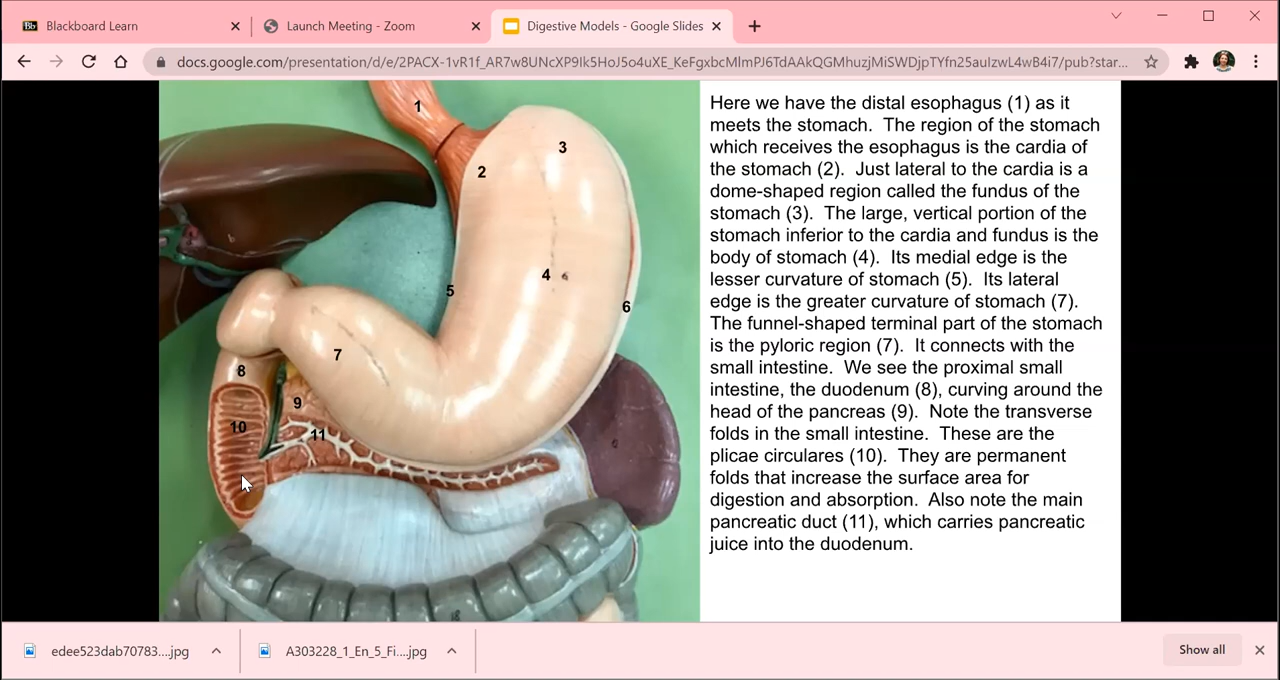 Blackboard Learn
Launch Meeting - Zoom
Digestive Models - Google Slides
docs.google.com/presentation/d/e/2PACX-1vR1f_AR7w8UNcXP9Ik5HoJ5o4uXE_KeFgxbcMlmPJ6TdAAkQGMhuzjMiSWDjpTYfn25auIzwL4wB4i7/pub?star...
1
2
3
4
5
6
7
8
9
10
11
Here we have the distal esophagus (1) as it
meets the stomach. The region of the stomach
which receives the esophagus is the cardia of
the stomach (2). Just lateral to the cardia is a
dome-shaped region called the fundus of the
stomach (3). The large, vertical portion of the
stomach inferior to the cardia and fundus is the
body of stomach (4). Its medial edge is the
lesser curvature of stomach (5). Its lateral
edge is the greater curvature of stomach (7).
The funnel-shaped terminal part of the stomach
is the pyloric region (7). It connects with the
small intestine. We see the proximal small
intestine, the duodenum (8), curving around the
head of the pancreas (9). Note the transverse
folds in the small intestine. These are the
plicae circulares (10). They are permanent
folds that increase the surface area for
digestion and absorption. Also note the main
pancreatic duct (11), which carries pancreatic
juice into the duodenum.
edee523dab70783....jpg
A303228_1_En_5_Fi....jpg
Show all